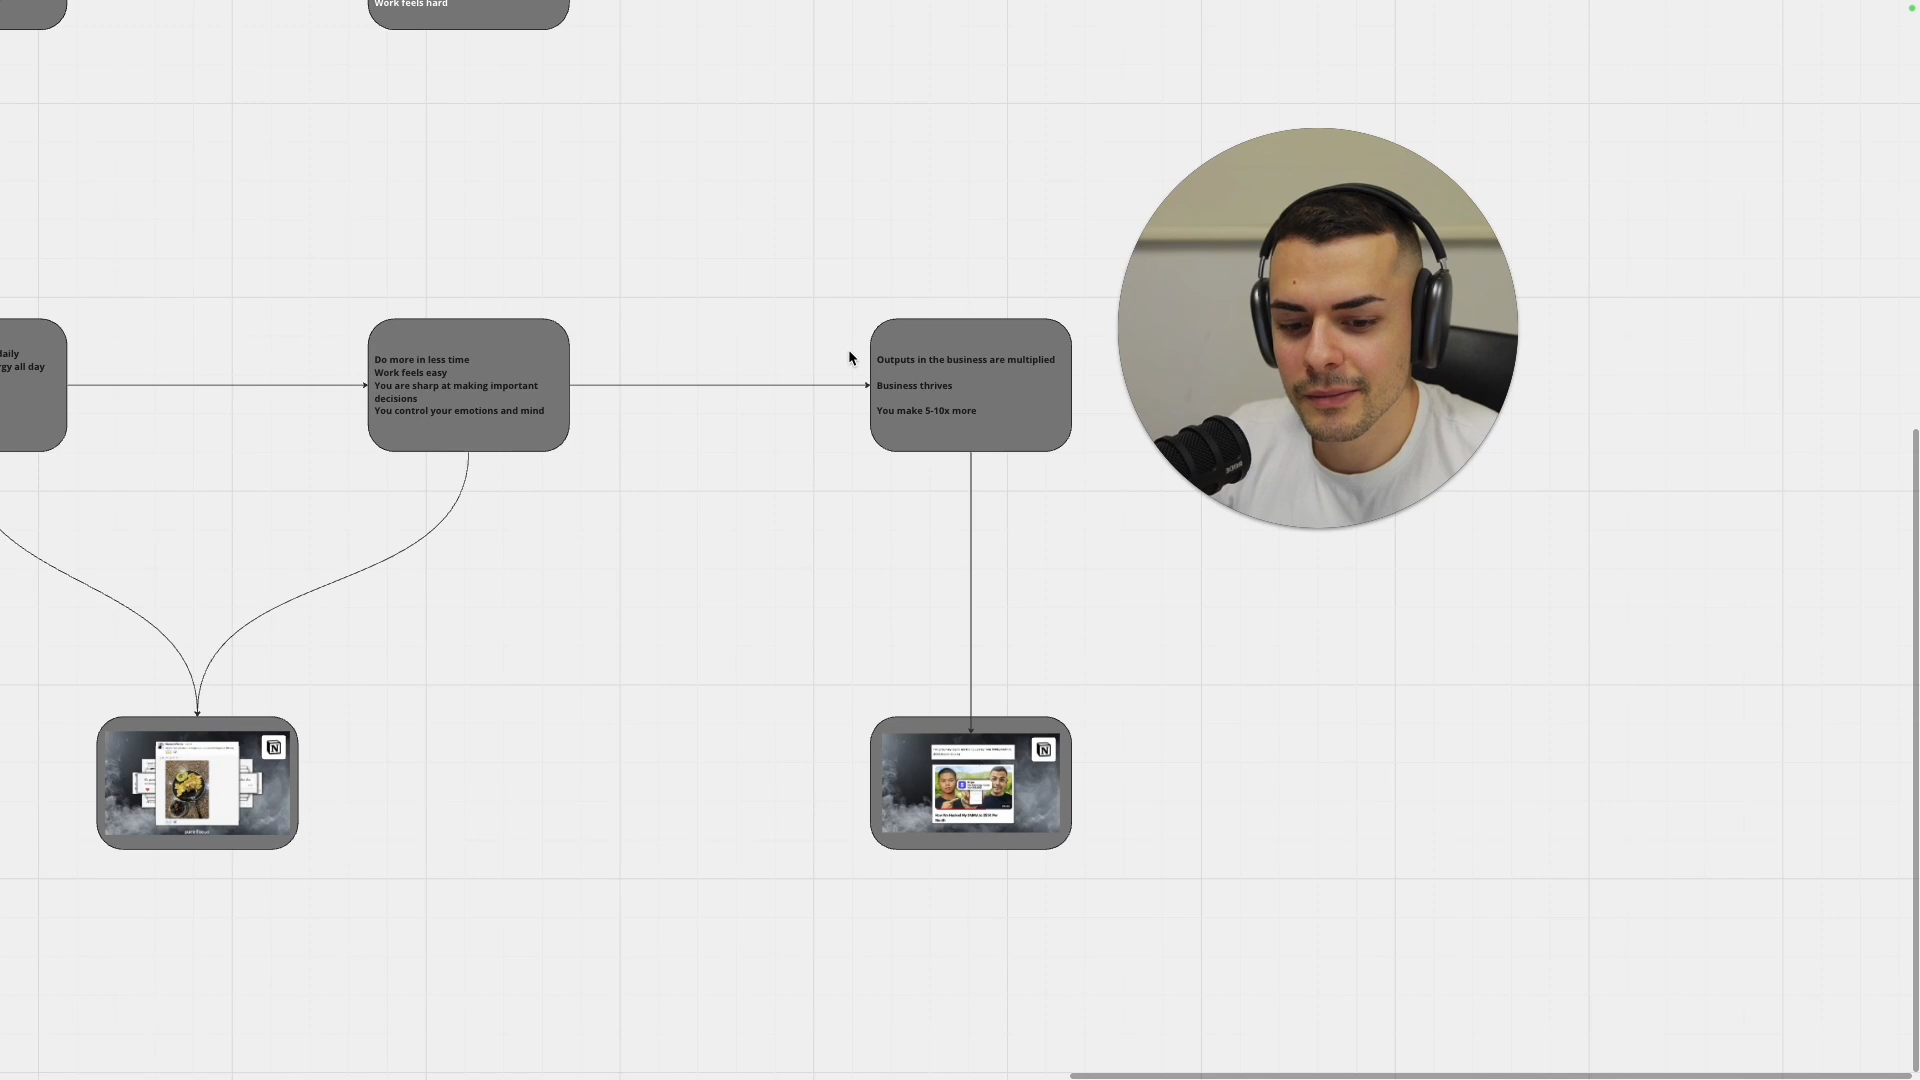 Work feels hard
daily
rgy all day
Do more in less time
Work feels easy
You are sharp at making important
decisions
You control your emotions and mind
Outputs in the business are multiplied
Business thrives
You make 5-10x more
N
N